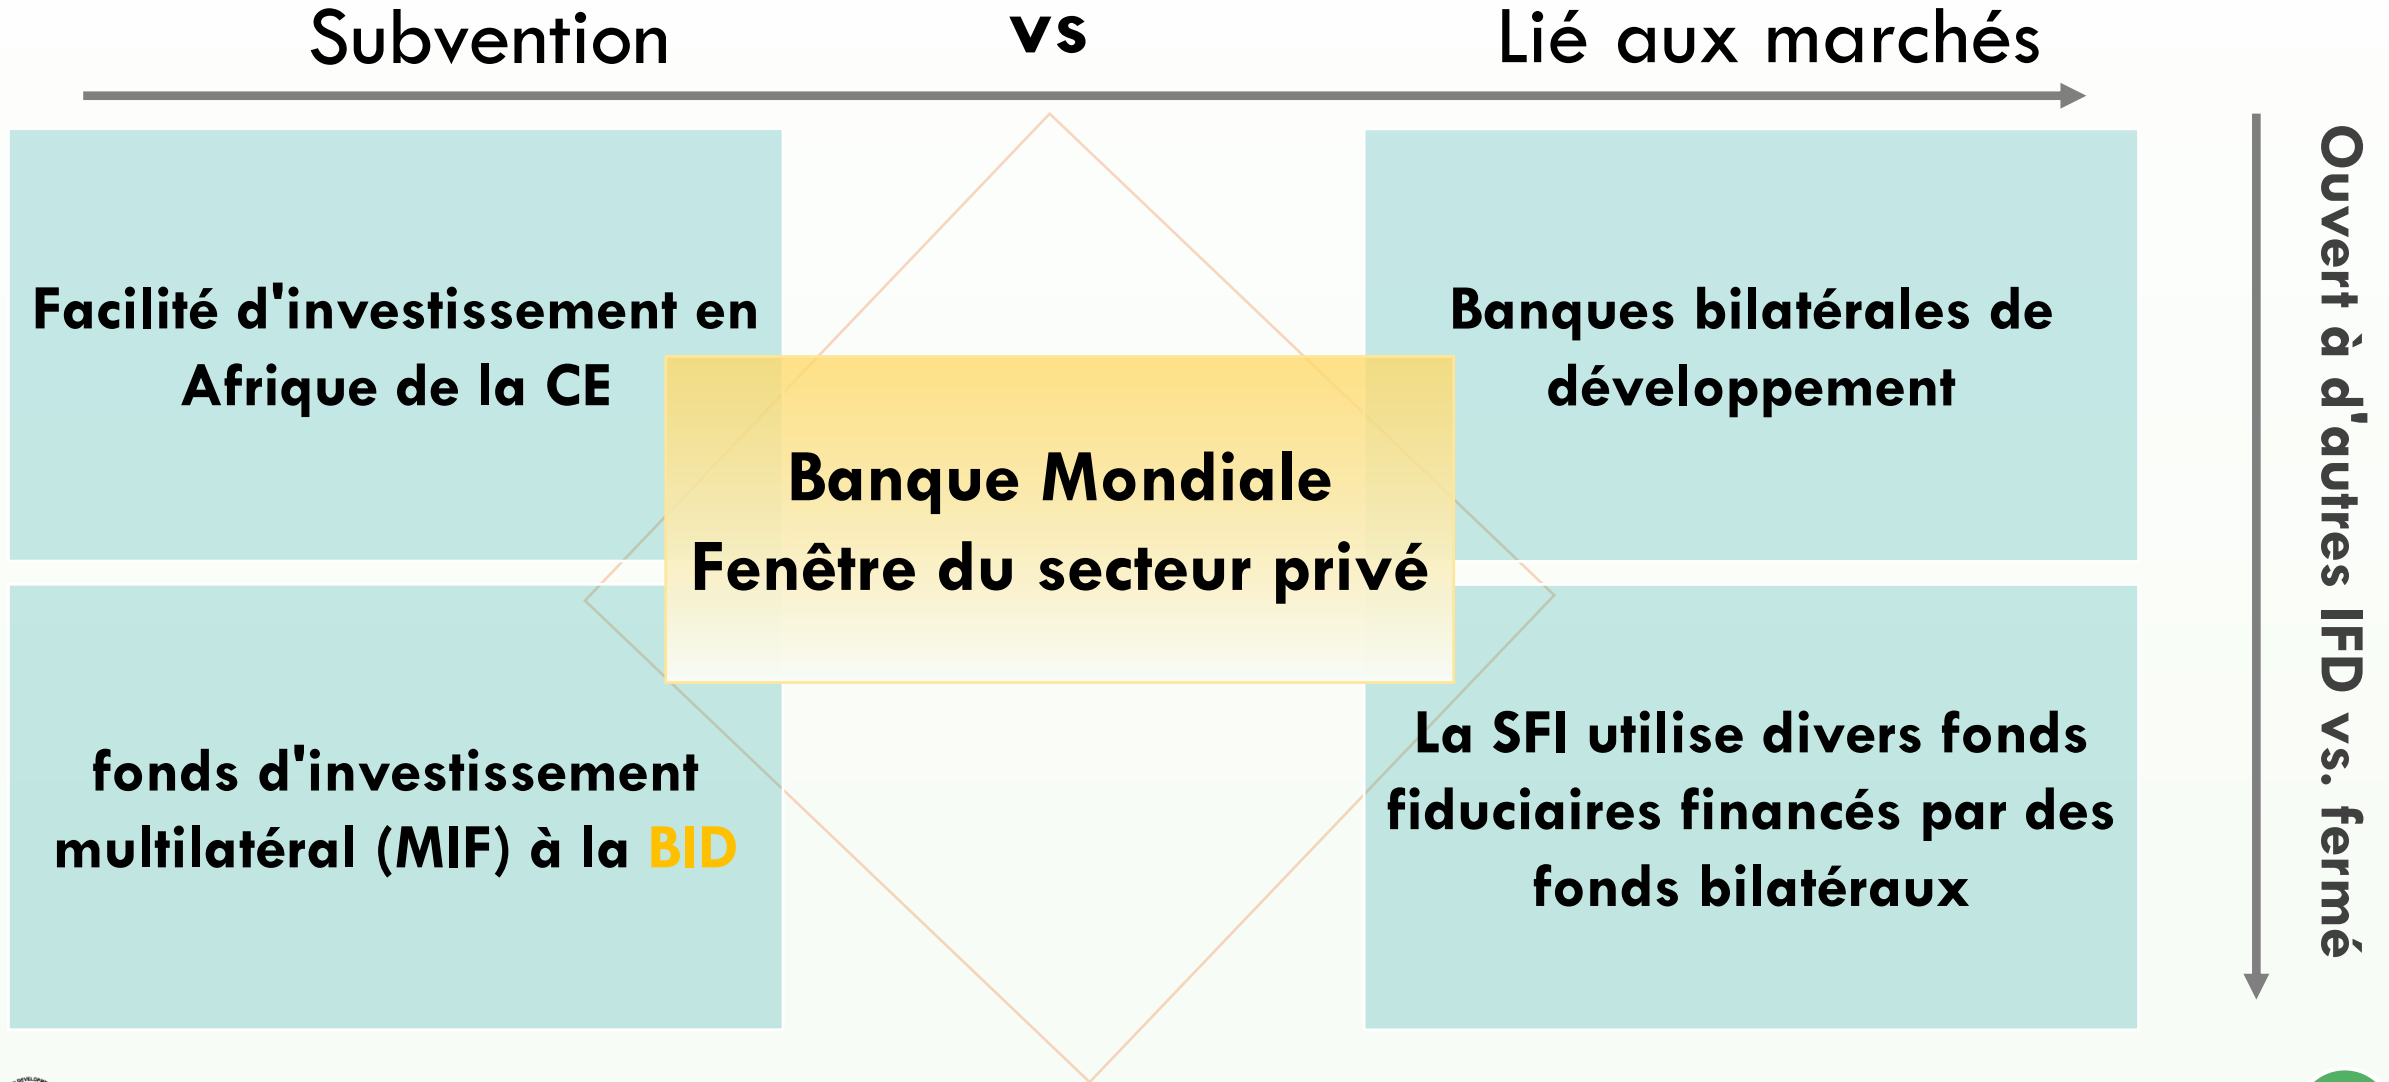 Subvention vs Lié aux marchés
Facilité d'investissement en
Afrique de la CE
Banques bilatérales de
développement
Banque Mondiale
Fenêtre du secteur privé
fonds d'investissement
multilatéral (MIF) à la BID
La SFI utilise divers fonds
fiduciaires financés par des
fonds bilatéraux
Ouvert à d'autres IFD vs. fermé